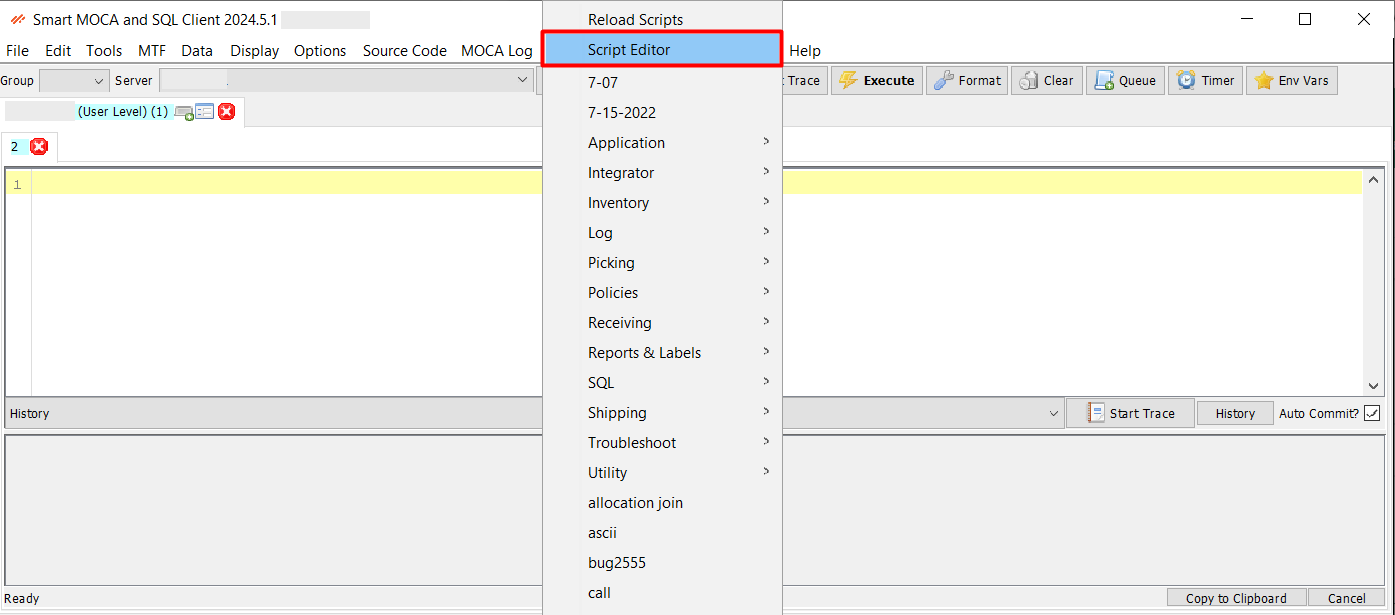 Smart MOCA and SQL Client 2024.5.1
File Edit Tools MTF Data Display Options Source Code MOCA Log Help
Group Server Trace Execute Format Clear Queue Timer Env Vars
(User Level) (1)
2
1
Reload Scripts
Script Editor
7-07
7-15-2022
Application
Integrator
Inventory
Log
Picking
Policies
Receiving
Reports & Labels
SQL
Shipping
Troubleshoot
Utility
allocation join
ascii
bug2555
call
History Start Trace History Auto Commit?
Ready Copy to Clipboard Cancel